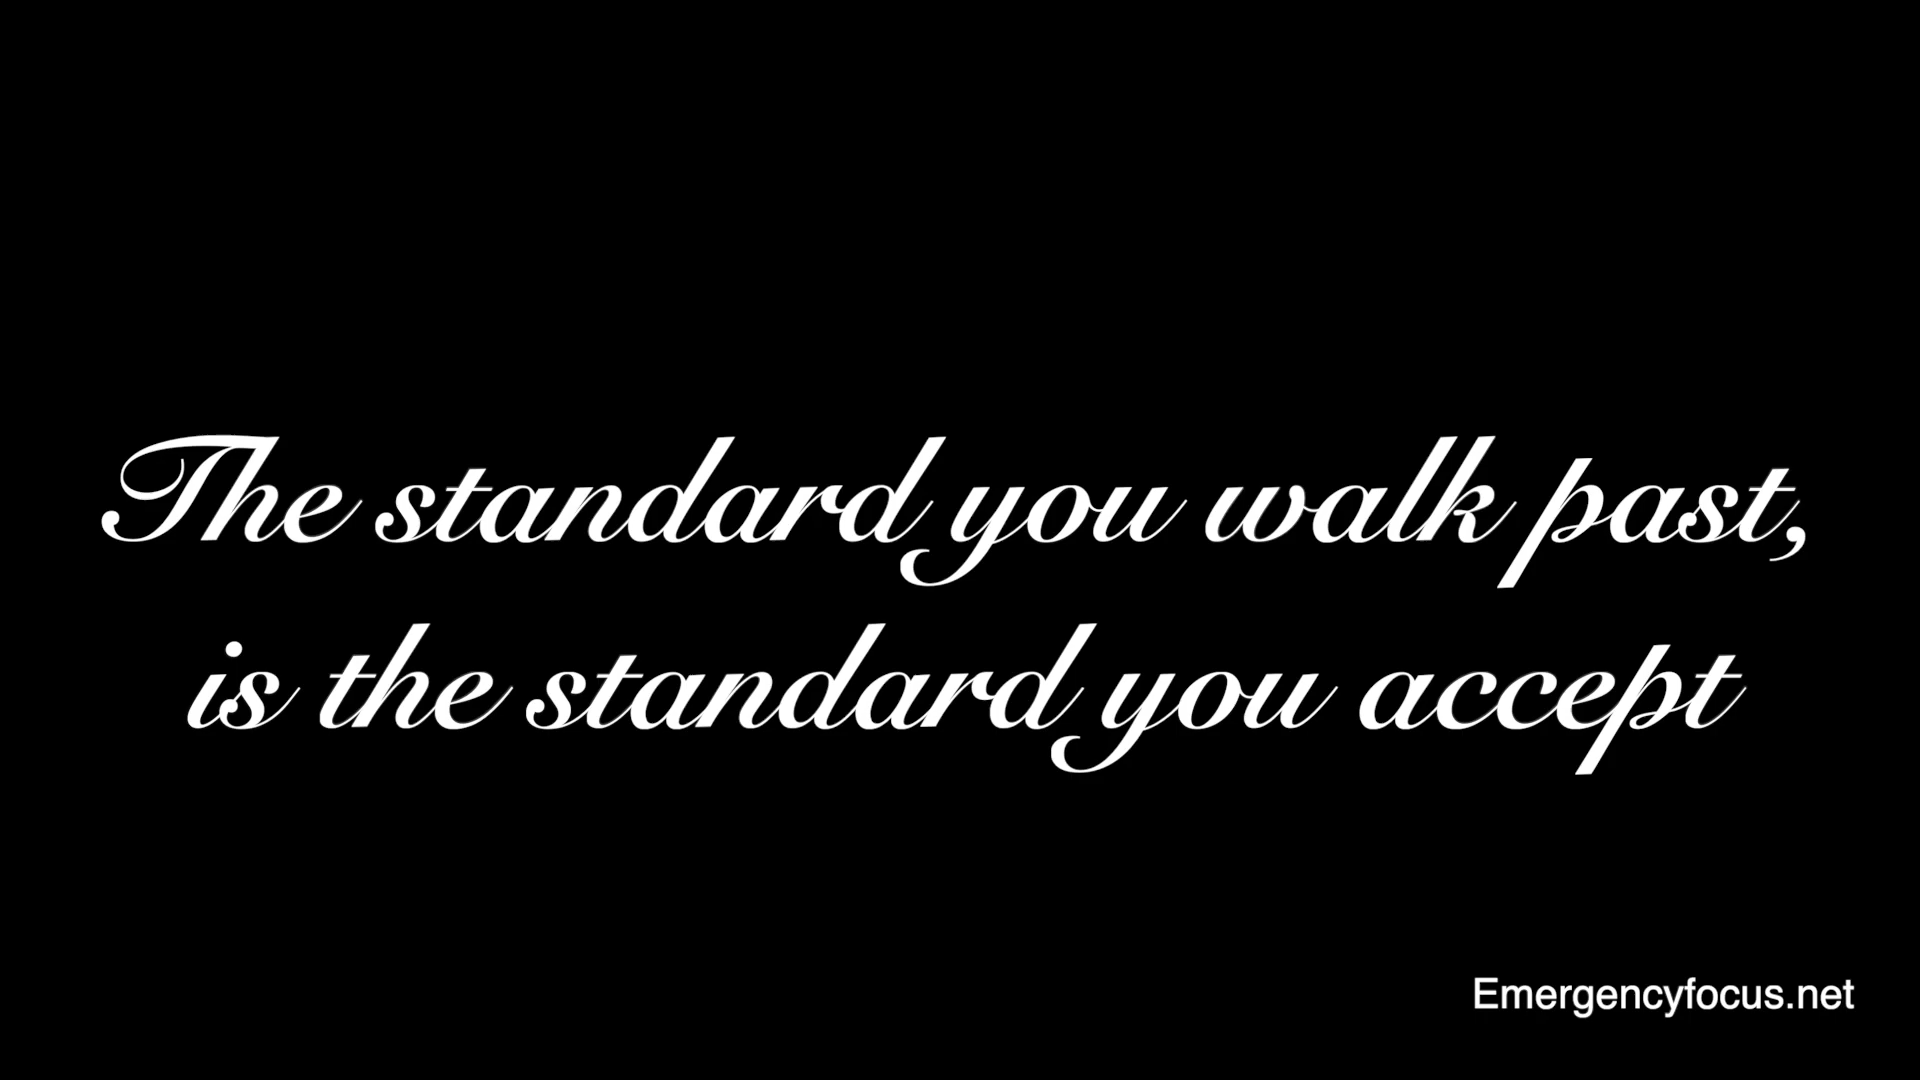 The standard you walk past,
is the standard you accept
Emergencyfocus.net